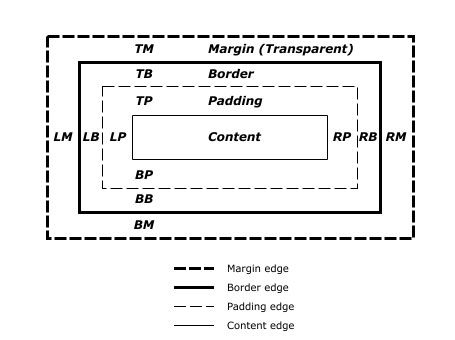 TM Margin (Transparent)
TB Border
TP Padding
LM LB LP Content RP RB RM
BP
BB
BM
Margin edge
Border edge
Padding edge
Content edge